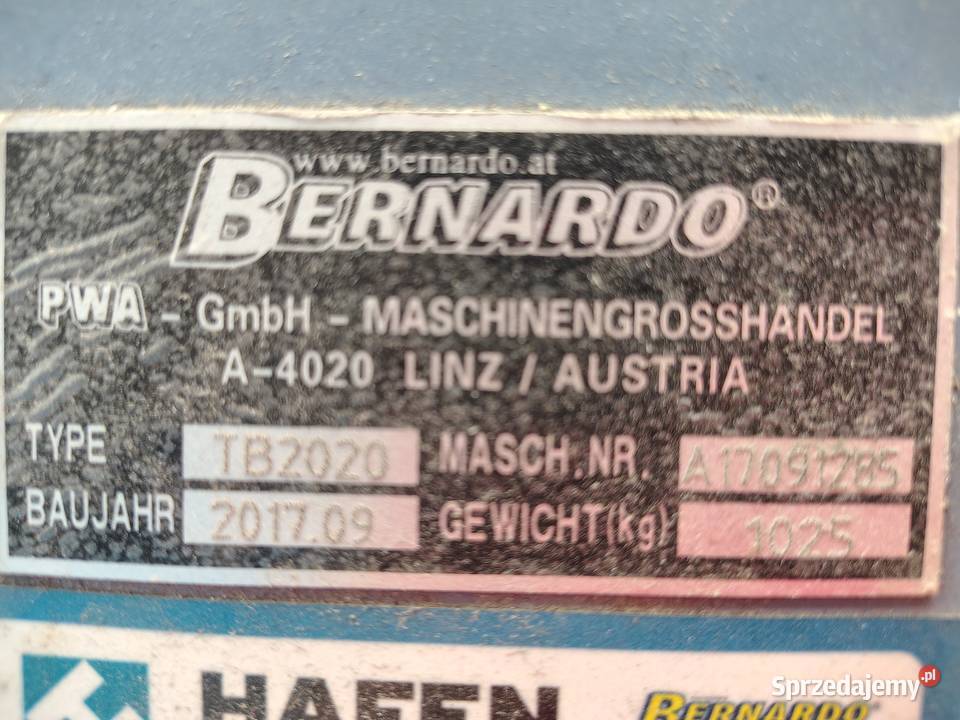 www.bernardo.at
BERNARDO®
PWA - GmbH - MASCHINENGROSSHANDEL
A-4020 LINZ / AUSTRIA
TYPE TB2020 MASCH.NR. A17091285
BAUJAHR 2017.09 GEWICHT(kg) 1025
HAFEN
BERNARDO
Sprzedajemy.pl